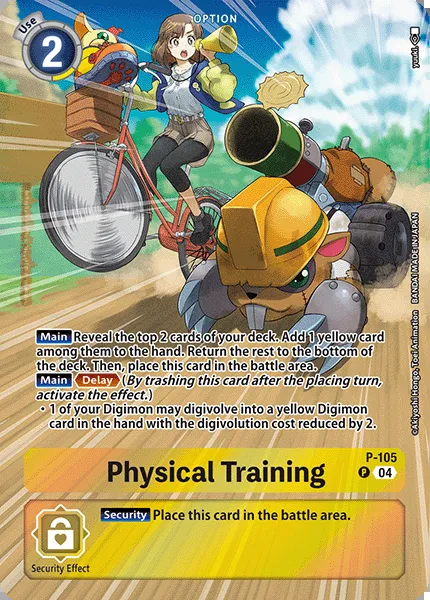 OPTION
Use
2
yuuki.
Main Reveal the top 2 cards of your deck. Add 1 yellow card
among them to the hand. Return the rest to the bottom of
the deck. Then, place this card in the battle area.
Main Delay (By trashing this card after the placing turn,
activate the effect.)
・1 of your Digimon may digivolve into a yellow Digimon
card in the hand with the digivolution cost reduced by 2.
©Akiyoshi Hongo, Toei Animation BANDAI MADE IN JAPAN
Physical Training
P-105
P 04
Security Place this card in the battle area.
Security Effect